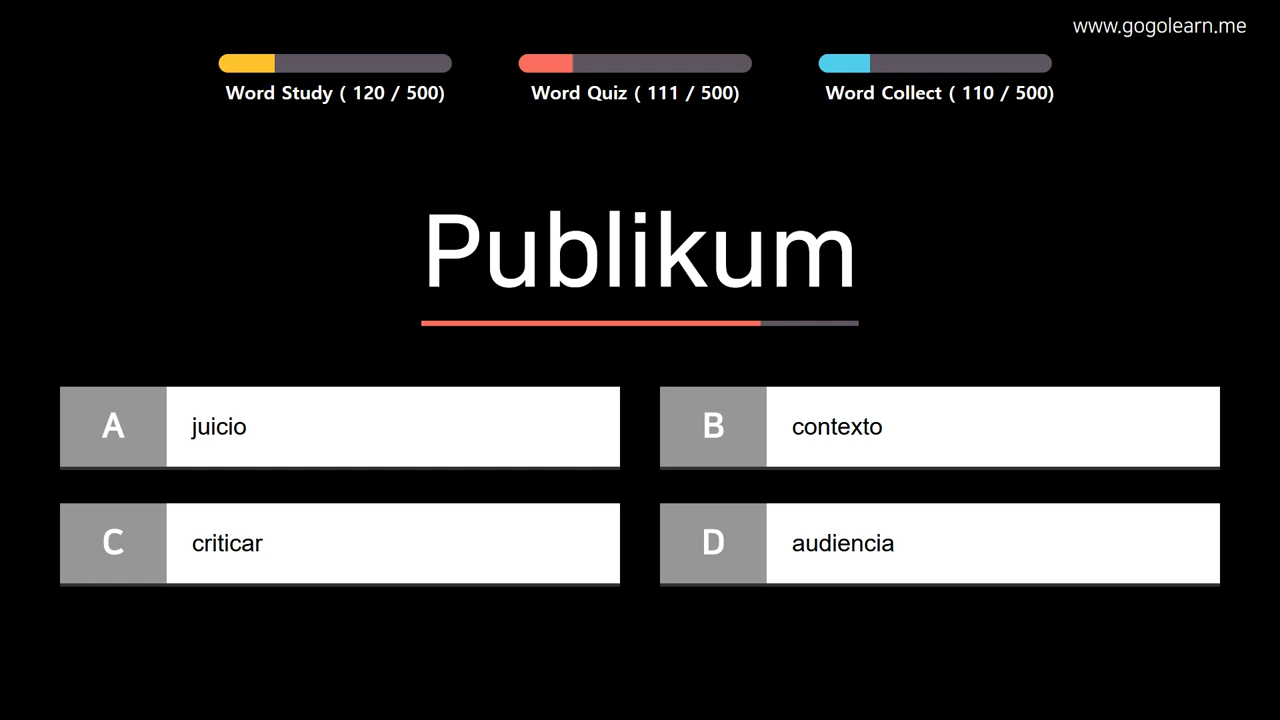 www.gogolearn.me
Word Study ( 120 / 500)
Word Quiz ( 111 / 500)
Word Collect ( 110 / 500)
Publikum
A juicio
B contexto
C criticar
D audiencia